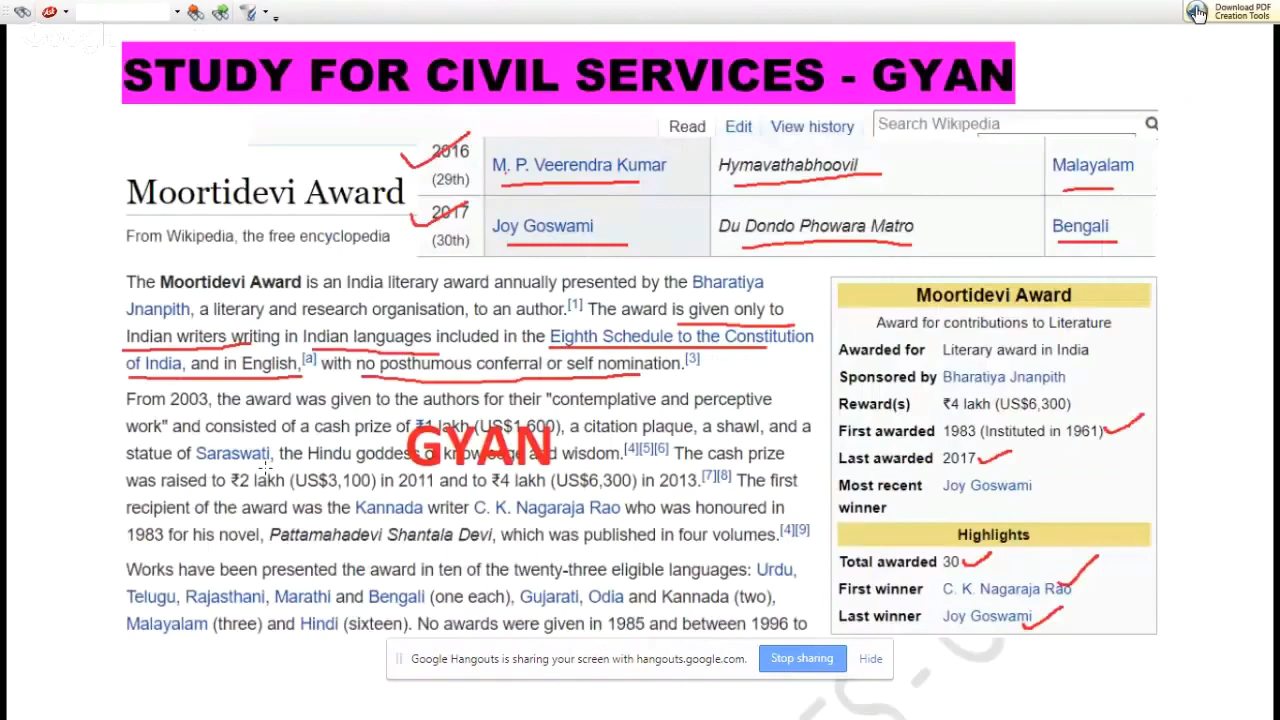 Download PDF
Creation Tools
Google
STUDY FOR CIVIL SERVICES - GYAN
Read Edit View history Search Wikipedia
2016
(29th) M. P. Veerendra Kumar Hymavathabhoovil Malayalam
2017
(30th) Joy Goswami Du Dondo Phowara Matro Bengali
Moortidevi Award
From Wikipedia, the free encyclopedia
The Moortidevi Award is an India literary award annually presented by the Bharatiya
Jnanpith, a literary and research organisation, to an author.[1] The award is given only to
Indian writers writing in Indian languages included in the Eighth Schedule to the Constitution
of India, and in English,[a] with no posthumous conferral or self nomination.[3]
From 2003, the award was given to the authors for their "contemplative and perceptive
work" and consisted of a cash prize of ₹1 lakh (US$1,600), a citation plaque, a shawl, and a
statue of Saraswati, the Hindu goddess of knowledge and wisdom.[4][5][6] The cash prize
was raised to ₹2 lakh (US$3,100) in 2011 and to ₹4 lakh (US$6,300) in 2013.[7][8] The first
recipient of the award was the Kannada writer C. K. Nagaraja Rao who was honoured in
1983 for his novel, Pattamahadevi Shantala Devi, which was published in four volumes.[4][9]
Works have been presented the award in ten of the twenty-three eligible languages: Urdu,
Telugu, Rajasthani, Marathi and Bengali (one each), Gujarati, Odia and Kannada (two),
Malayalam (three) and Hindi (sixteen). No awards were given in 1985 and between 1996 to
GYAN
Moortidevi Award
Award for contributions to Literature
Awarded for Literary award in India
Sponsored by Bharatiya Jnanpith
Reward(s) ₹4 lakh (US$6,300)
First awarded 1983 (Instituted in 1961)
Last awarded 2017
Most recent Joy Goswami
winner
Highlights
Total awarded 30
First winner C. K. Nagaraja Rao
Last winner Joy Goswami
Google Hangouts is sharing your screen with hangouts.google.com. Stop sharing Hide